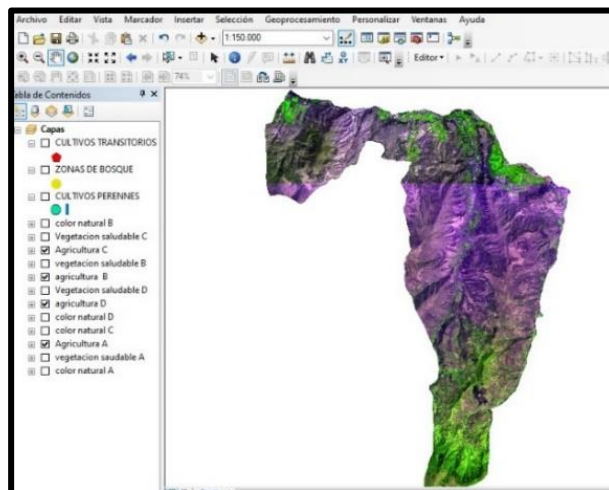 Archivo Editar Vista Marcador Insertar Selección Geoprocesamiento Personalizar Ventanas Ayuda
1:150.000
Editor
74%
Tabla de Contenidos
Capas
CULTIVOS TRANSITORIOS
ZONAS DE BOSQUE
CULTIVOS PERENNES
color natural B
Vegetacion saludable C
Agricultura C
vegetacion saludable B
agricultura B
Vegetacion saludable D
agricultura D
color natural D
color natural C
Agricultura A
vegetacion saudable A
color natural A